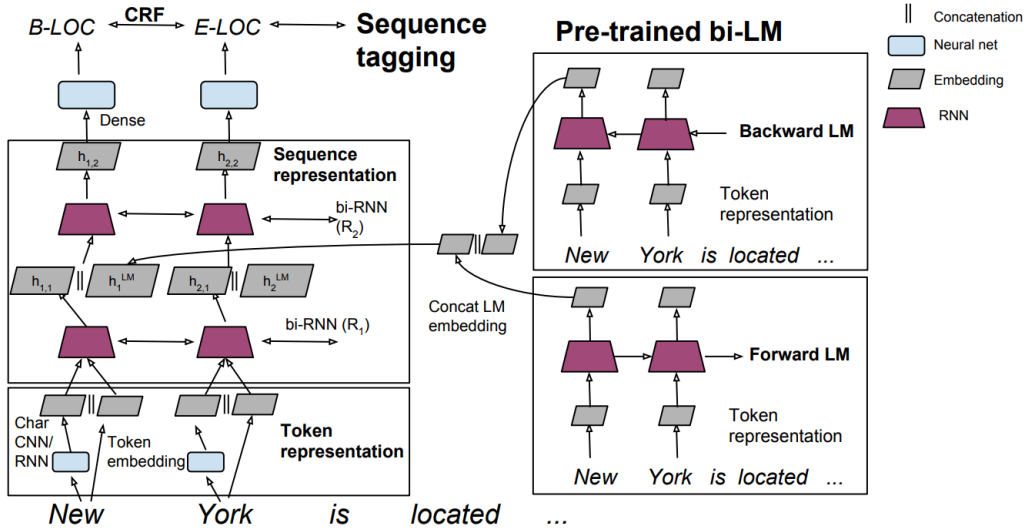 B-LOC CRF E-LOC Sequence
tagging
Dense
h1,2 h2,2 Sequence
representation
bi-RNN
(R2)
h1,1 || h1LM h2,1 || h2LM
bi-RNN (R1)
Char
CNN/
RNN
||
Token
embedding
||
Token
representation
New York is located ...
Concat LM
embedding
||
Pre-trained bi-LM
Backward LM
Token
representation
New York is located ...
Forward LM
Token
representation
New York is located ...
|| Concatenation
Neural net
Embedding
RNN